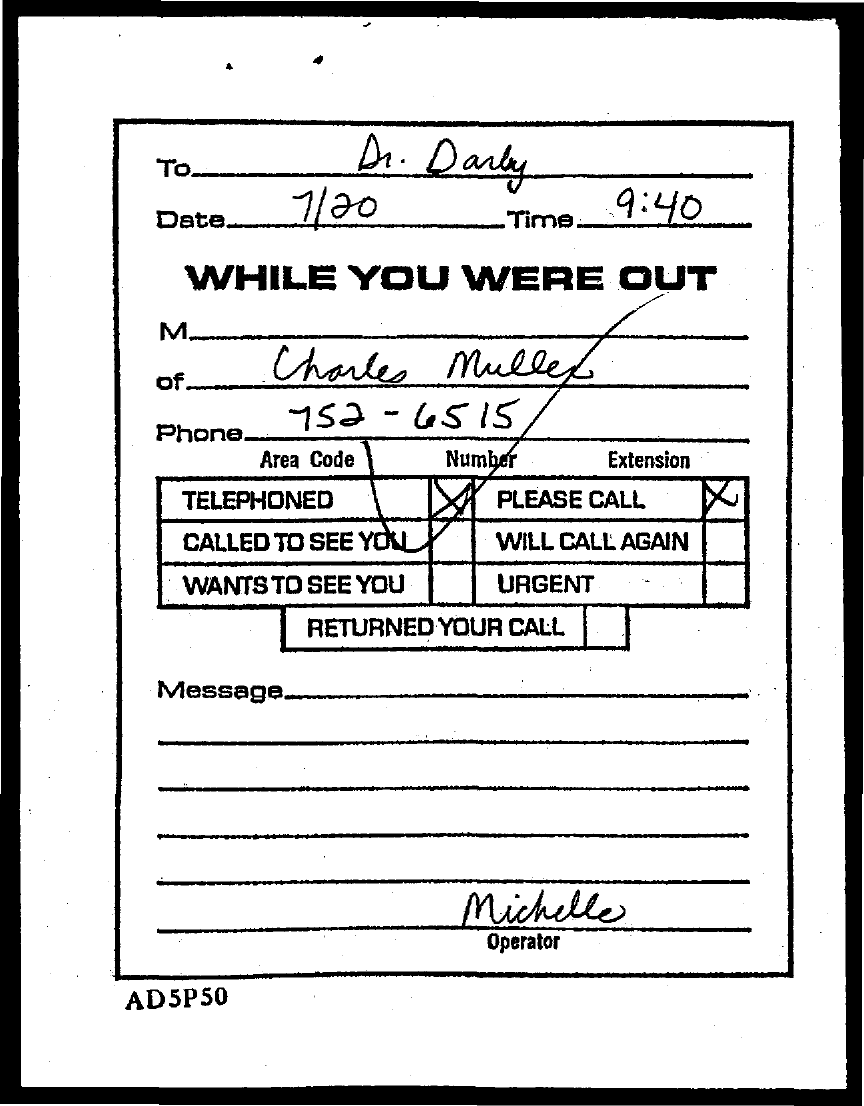 To Dr. Darby
Date 7/20 Time 9:40
WHILE YOU WERE OUT
M
of Charles Muller
Phone 752-6515
Area Code Number Extension
TELEPHONED X PLEASE CALL X
CALLED TO SEE YOU WILL CALL AGAIN
WANTS TO SEE YOU URGENT
RETURNED YOUR CALL
Message
Michelle
Operator
AD5P50